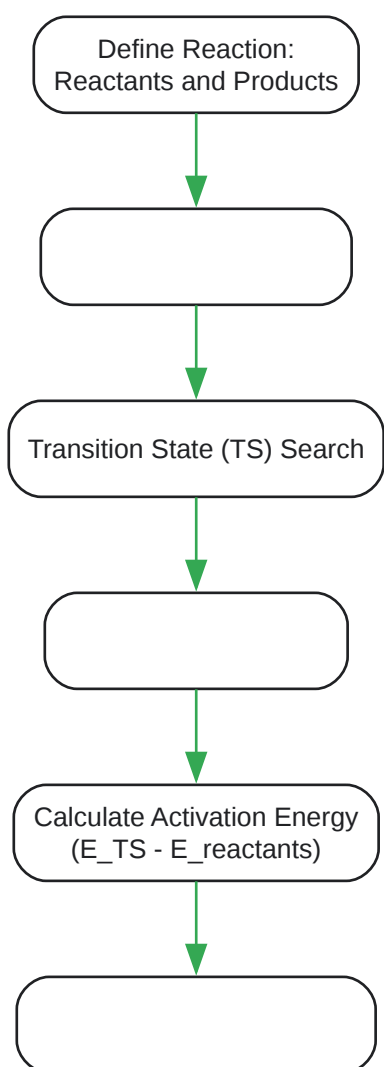 Define Reaction:
Reactants and Products
Transition State (TS) Search
Calculate Activation Energy
(E_TS - E_reactants)